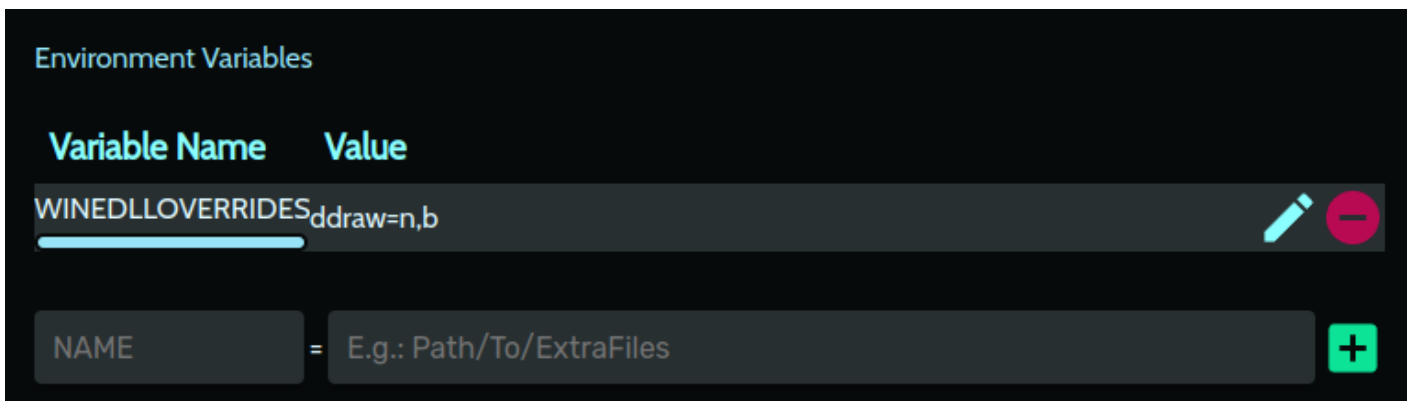 Environment Variables
Variable Name Value
WINEDLLOVERRIDES ddraw=n,b
NAME = E.g.: Path/To/ExtraFiles